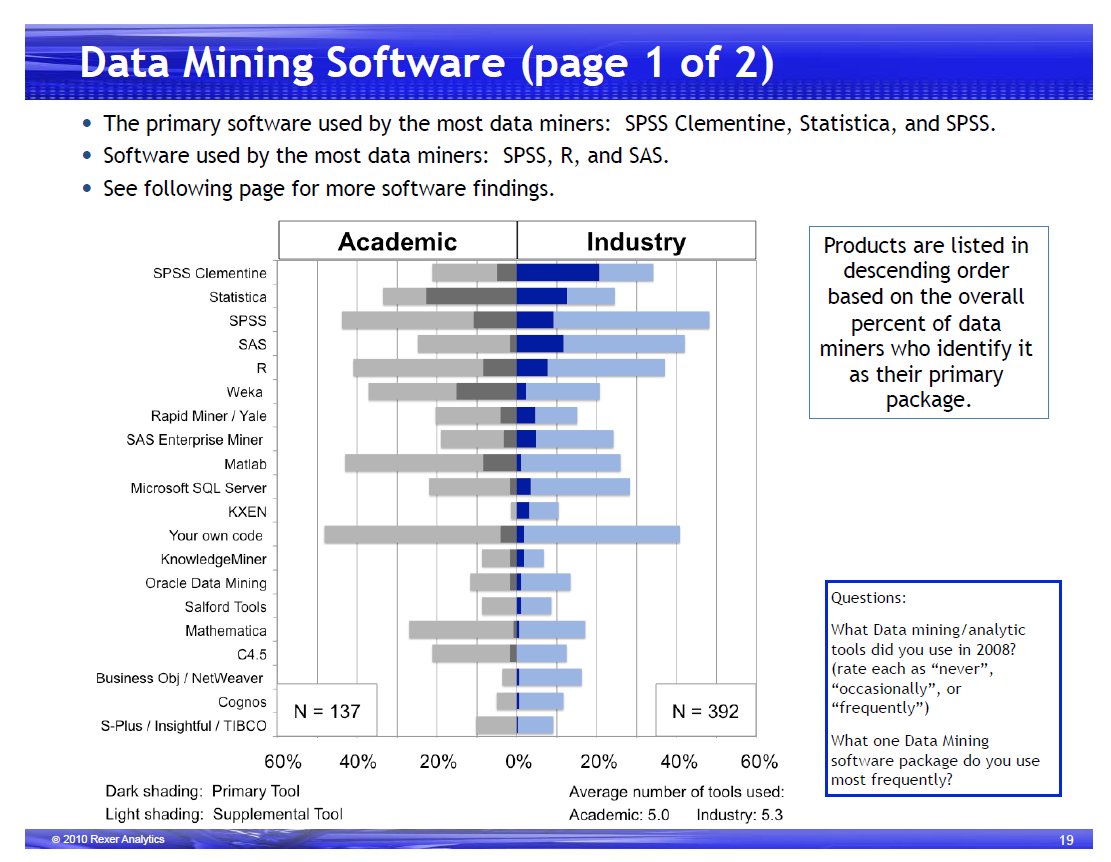 Data Mining Software (page 1 of 2)
• The primary software used by the most data miners: SPSS Clementine, Statistica, and SPSS.
• Software used by the most data miners: SPSS, R, and SAS.
• See following page for more software findings.
Academic Industry
SPSS Clementine
Statistica
SPSS
SAS
R
Weka
Rapid Miner / Yale
SAS Enterprise Miner
Matlab
Microsoft SQL Server
KXEN
Your own code
KnowledgeMiner
Oracle Data Mining
Salford Tools
Mathematica
C4.5
Business Obj / NetWeaver
Cognos
S-Plus / Insightful / TIBCO
N = 137 N = 392
60% 40% 20% 0% 20% 40% 60%
Dark shading: Primary Tool
Light shading: Supplemental Tool
Average number of tools used:
Academic: 5.0 Industry: 5.3
Products are listed in
descending order
based on the overall
percent of data
miners who identify it
as their primary
package.
Questions:
What Data mining/analytic
tools did you use in 2008?
(rate each as “never”,
“occasionally”, or
“frequently”)
What one Data Mining
software package do you use
most frequently?
© 2010 Rexer Analytics 19